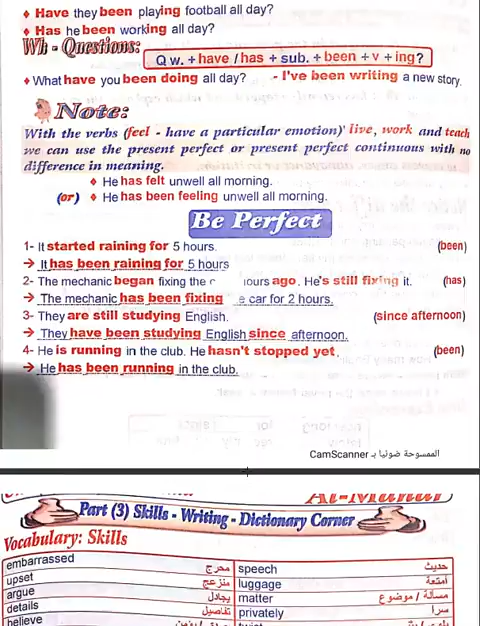 ♦ Have they been playing football all day?
♦ Has he been working all day?
Wh - Questions:
Q w. + have / has + sub. + been + v + ing?
♦ What have you been doing all day? - I've been writing a new story.
Note:
With the verbs (feel - have a particular emotion)' live, work and teach
we can use the present perfect or present perfect continuous with no
difference in meaning.
♦ He has felt unwell all morning.
(or) ♦ He has been feeling unwell all morning.
Be Perfect
1- It started raining for 5 hours. (been)
→ It has been raining for 5 hours
2- The mechanic began fixing the hours ago. He's still fixing it. (has)
→ The mechanic has been fixing car for 2 hours.
3- They are still studying English. (since afternoon)
→ They have been studying English since afternoon.
4- He is running in the club. He hasn't stopped yet. (been)
→ He has been running in the club.
الممسوحة ضوئيا بـ CamScanner
Al-Manar
Part (3) Skills - Writing - Dictionary Corner
Vocabulary: Skills
embarrassed محرج speech حديث
upset منزعج luggage أمتعة
argue يجادل matter مسألة / موضوع
details تفاصيل privately سرا
believe